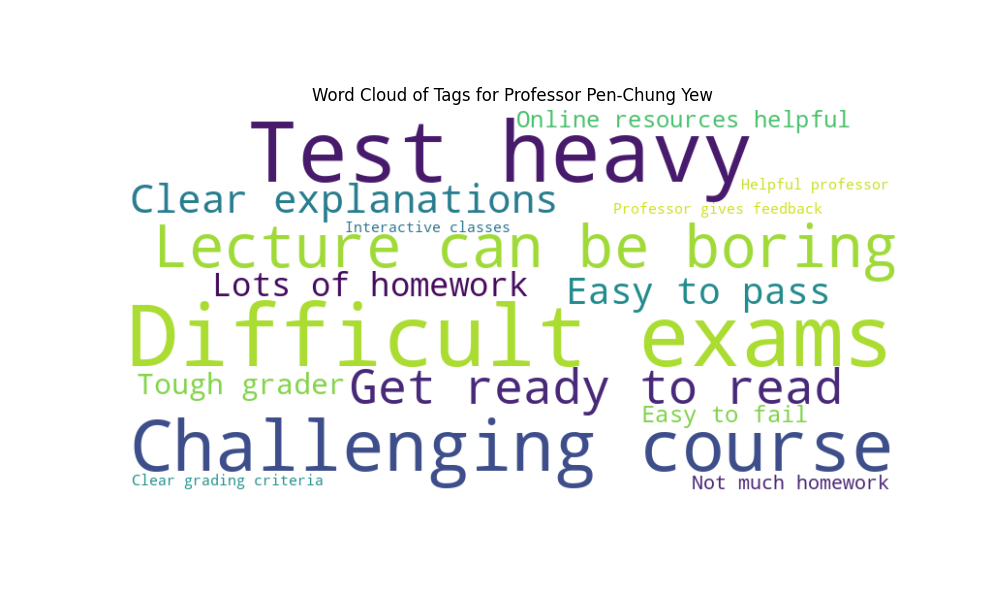 Word Cloud of Tags for Professor Pen-Chung Yew
Online resources helpful
Test heavy
Helpful professor
Clear explanations
Professor gives feedback
Interactive classes
Lecture can be boring
Lots of homework
Easy to pass
Difficult exams
Tough grader
Get ready to read
Easy to fail
Challenging course
Clear grading criteria
Not much homework